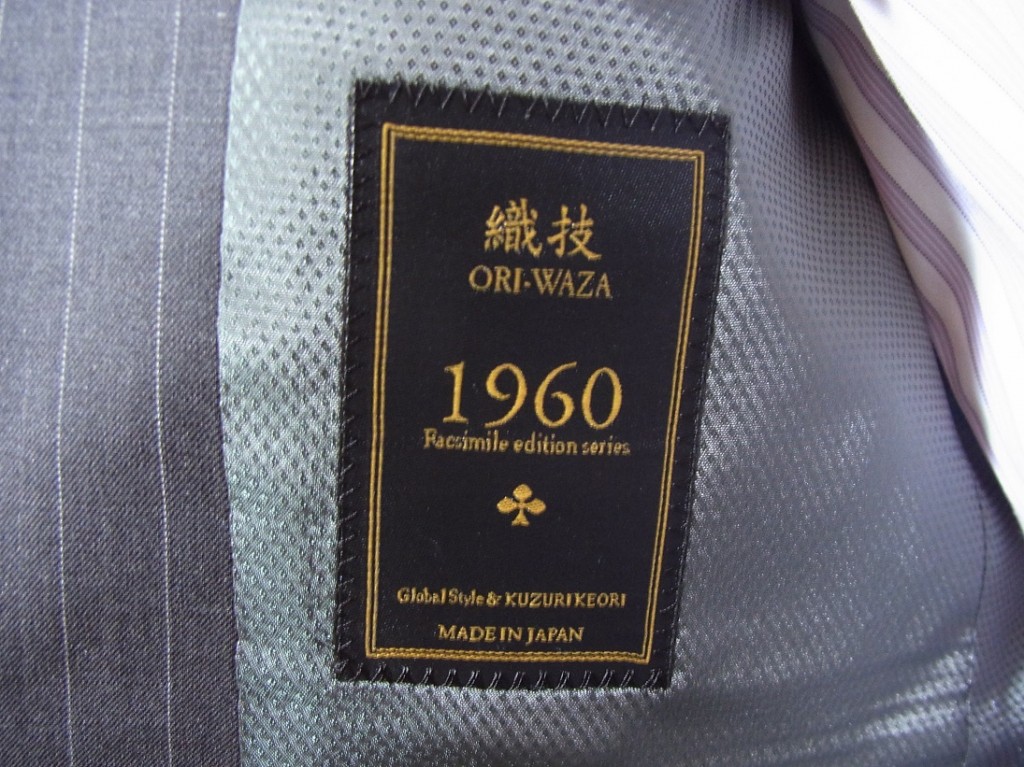 織技
ORI·WAZA
1960
Facsimile edition series
Global Style & KUZURI KEORI
MADE IN JAPAN